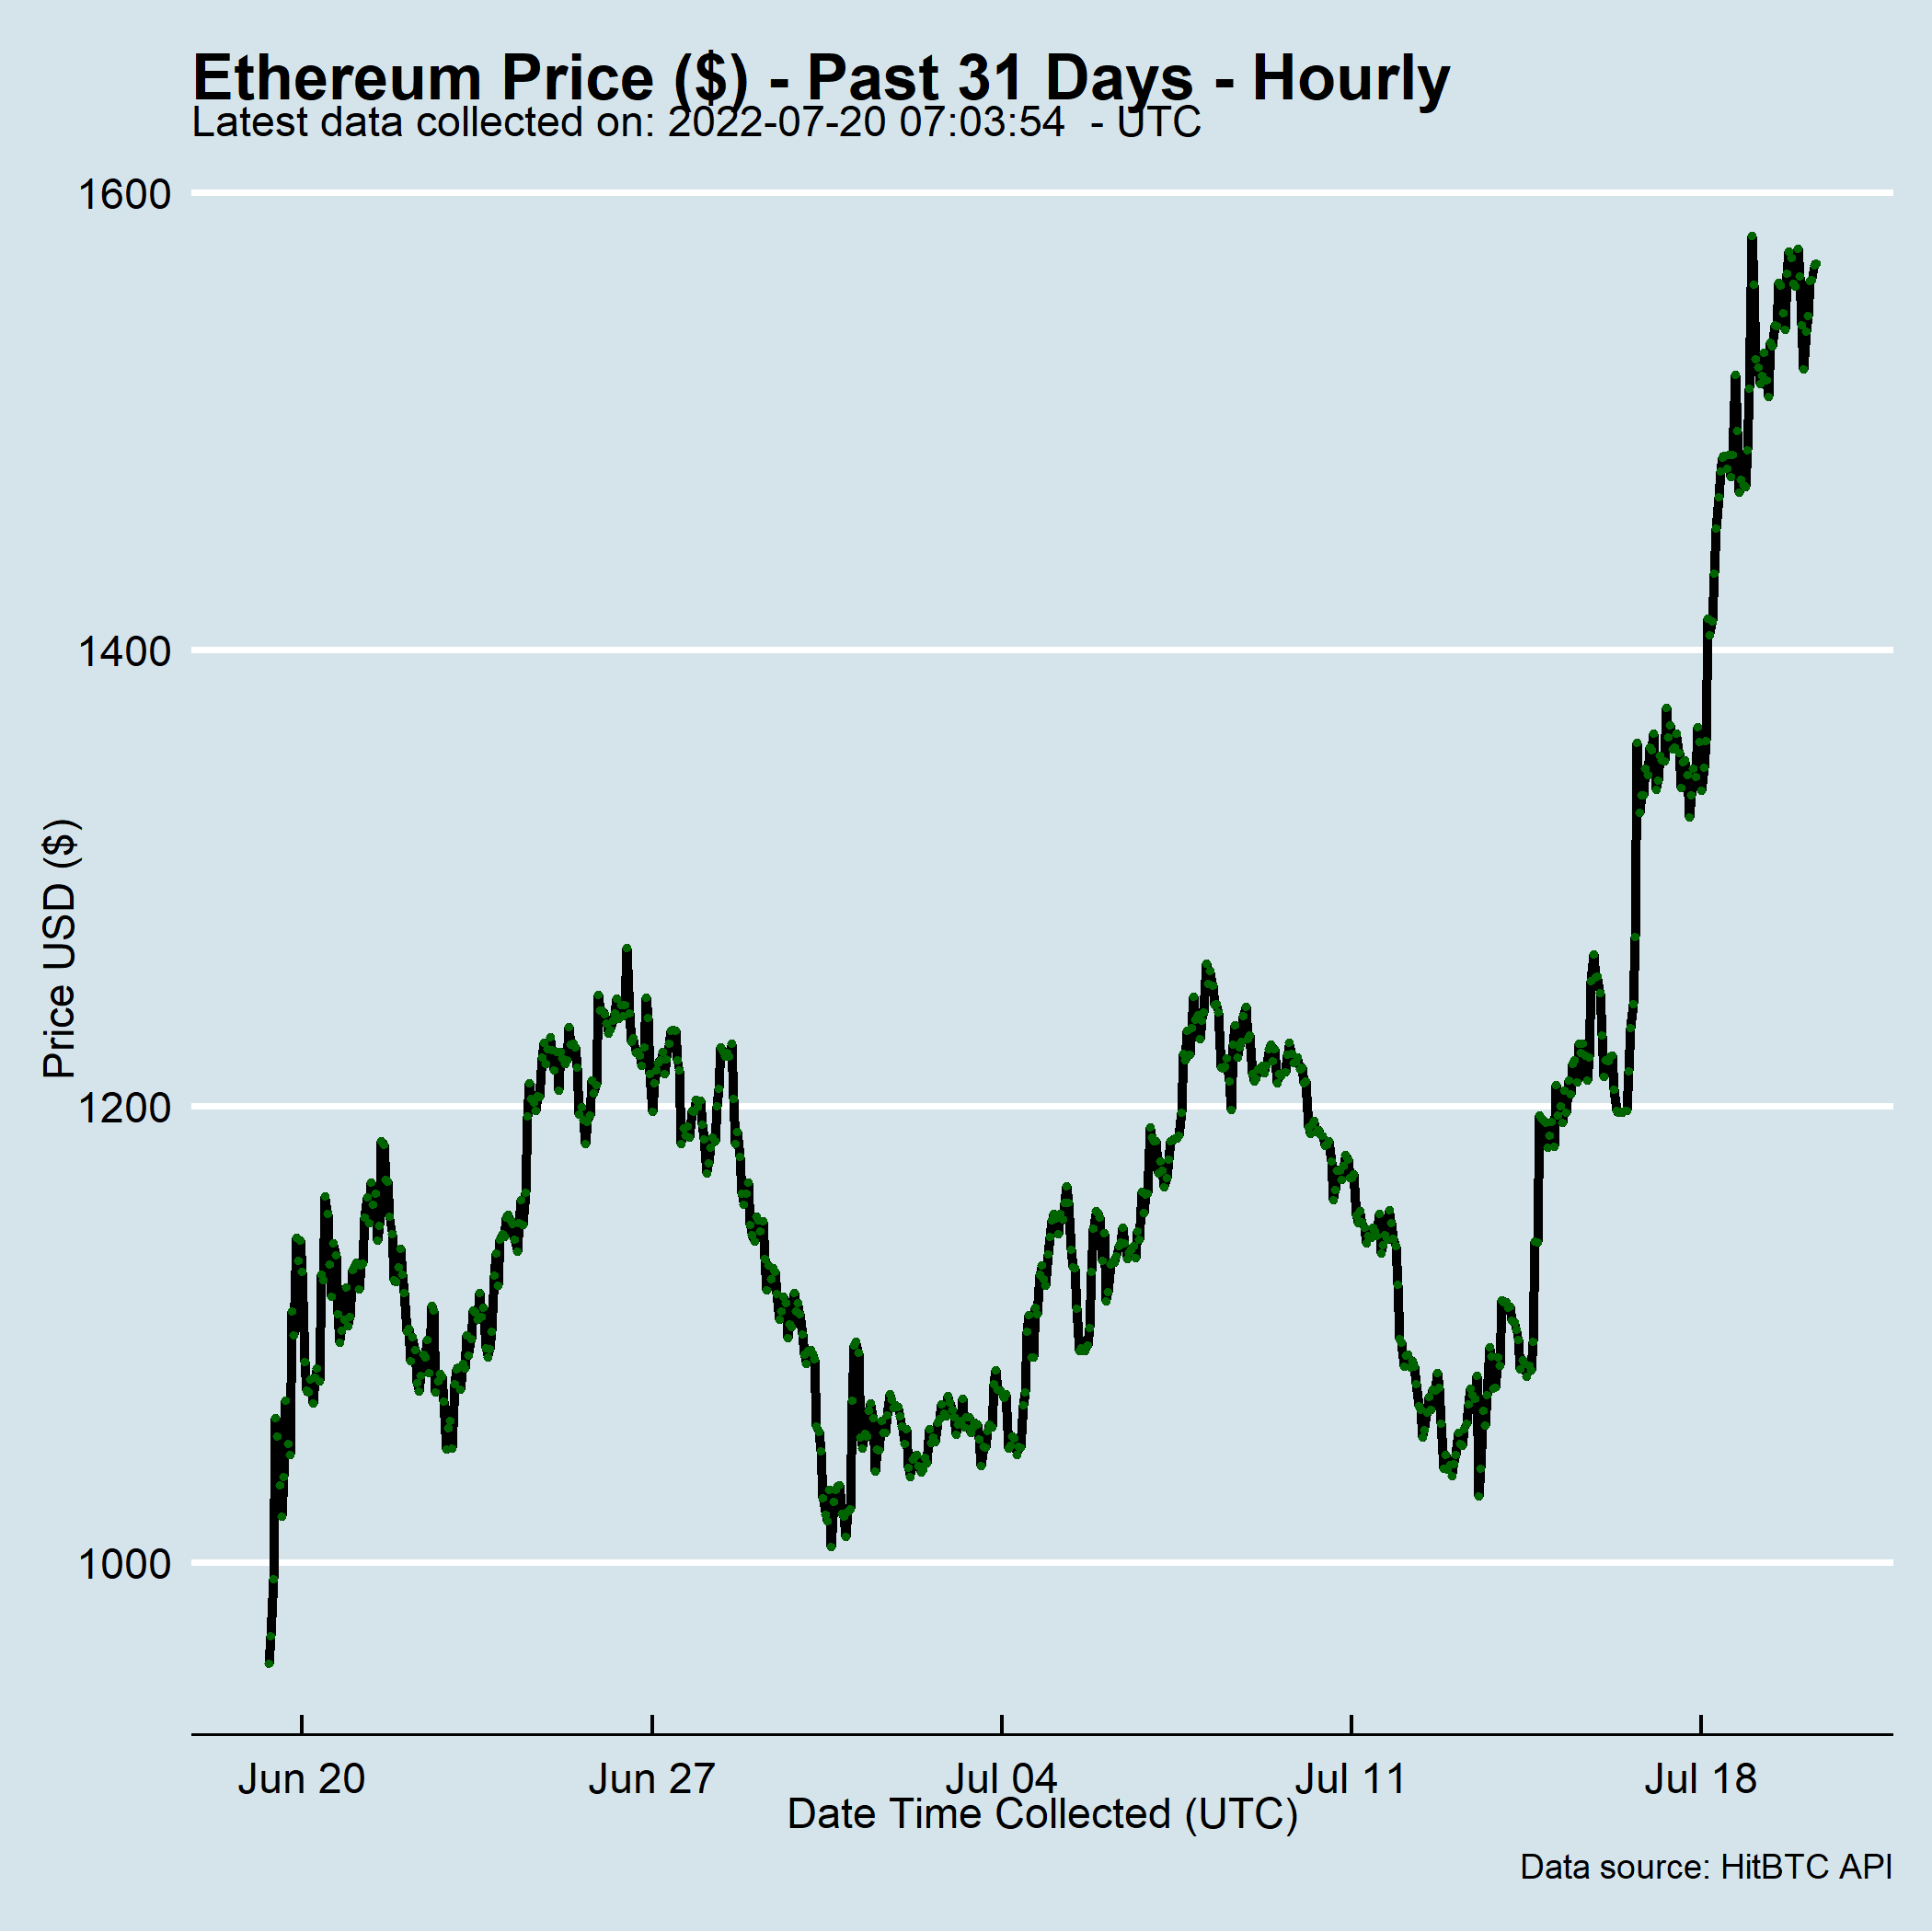 Ethereum Price ($) - Past 31 Days - Hourly
Latest data collected on: 2022-07-20 07:03:54  - UTC
1600
1400
1200
1000
Price USD ($)
Jun 20 Jun 27 Jul 04 Jul 11 Jul 18
Date Time Collected (UTC)
Data source: HitBTC API